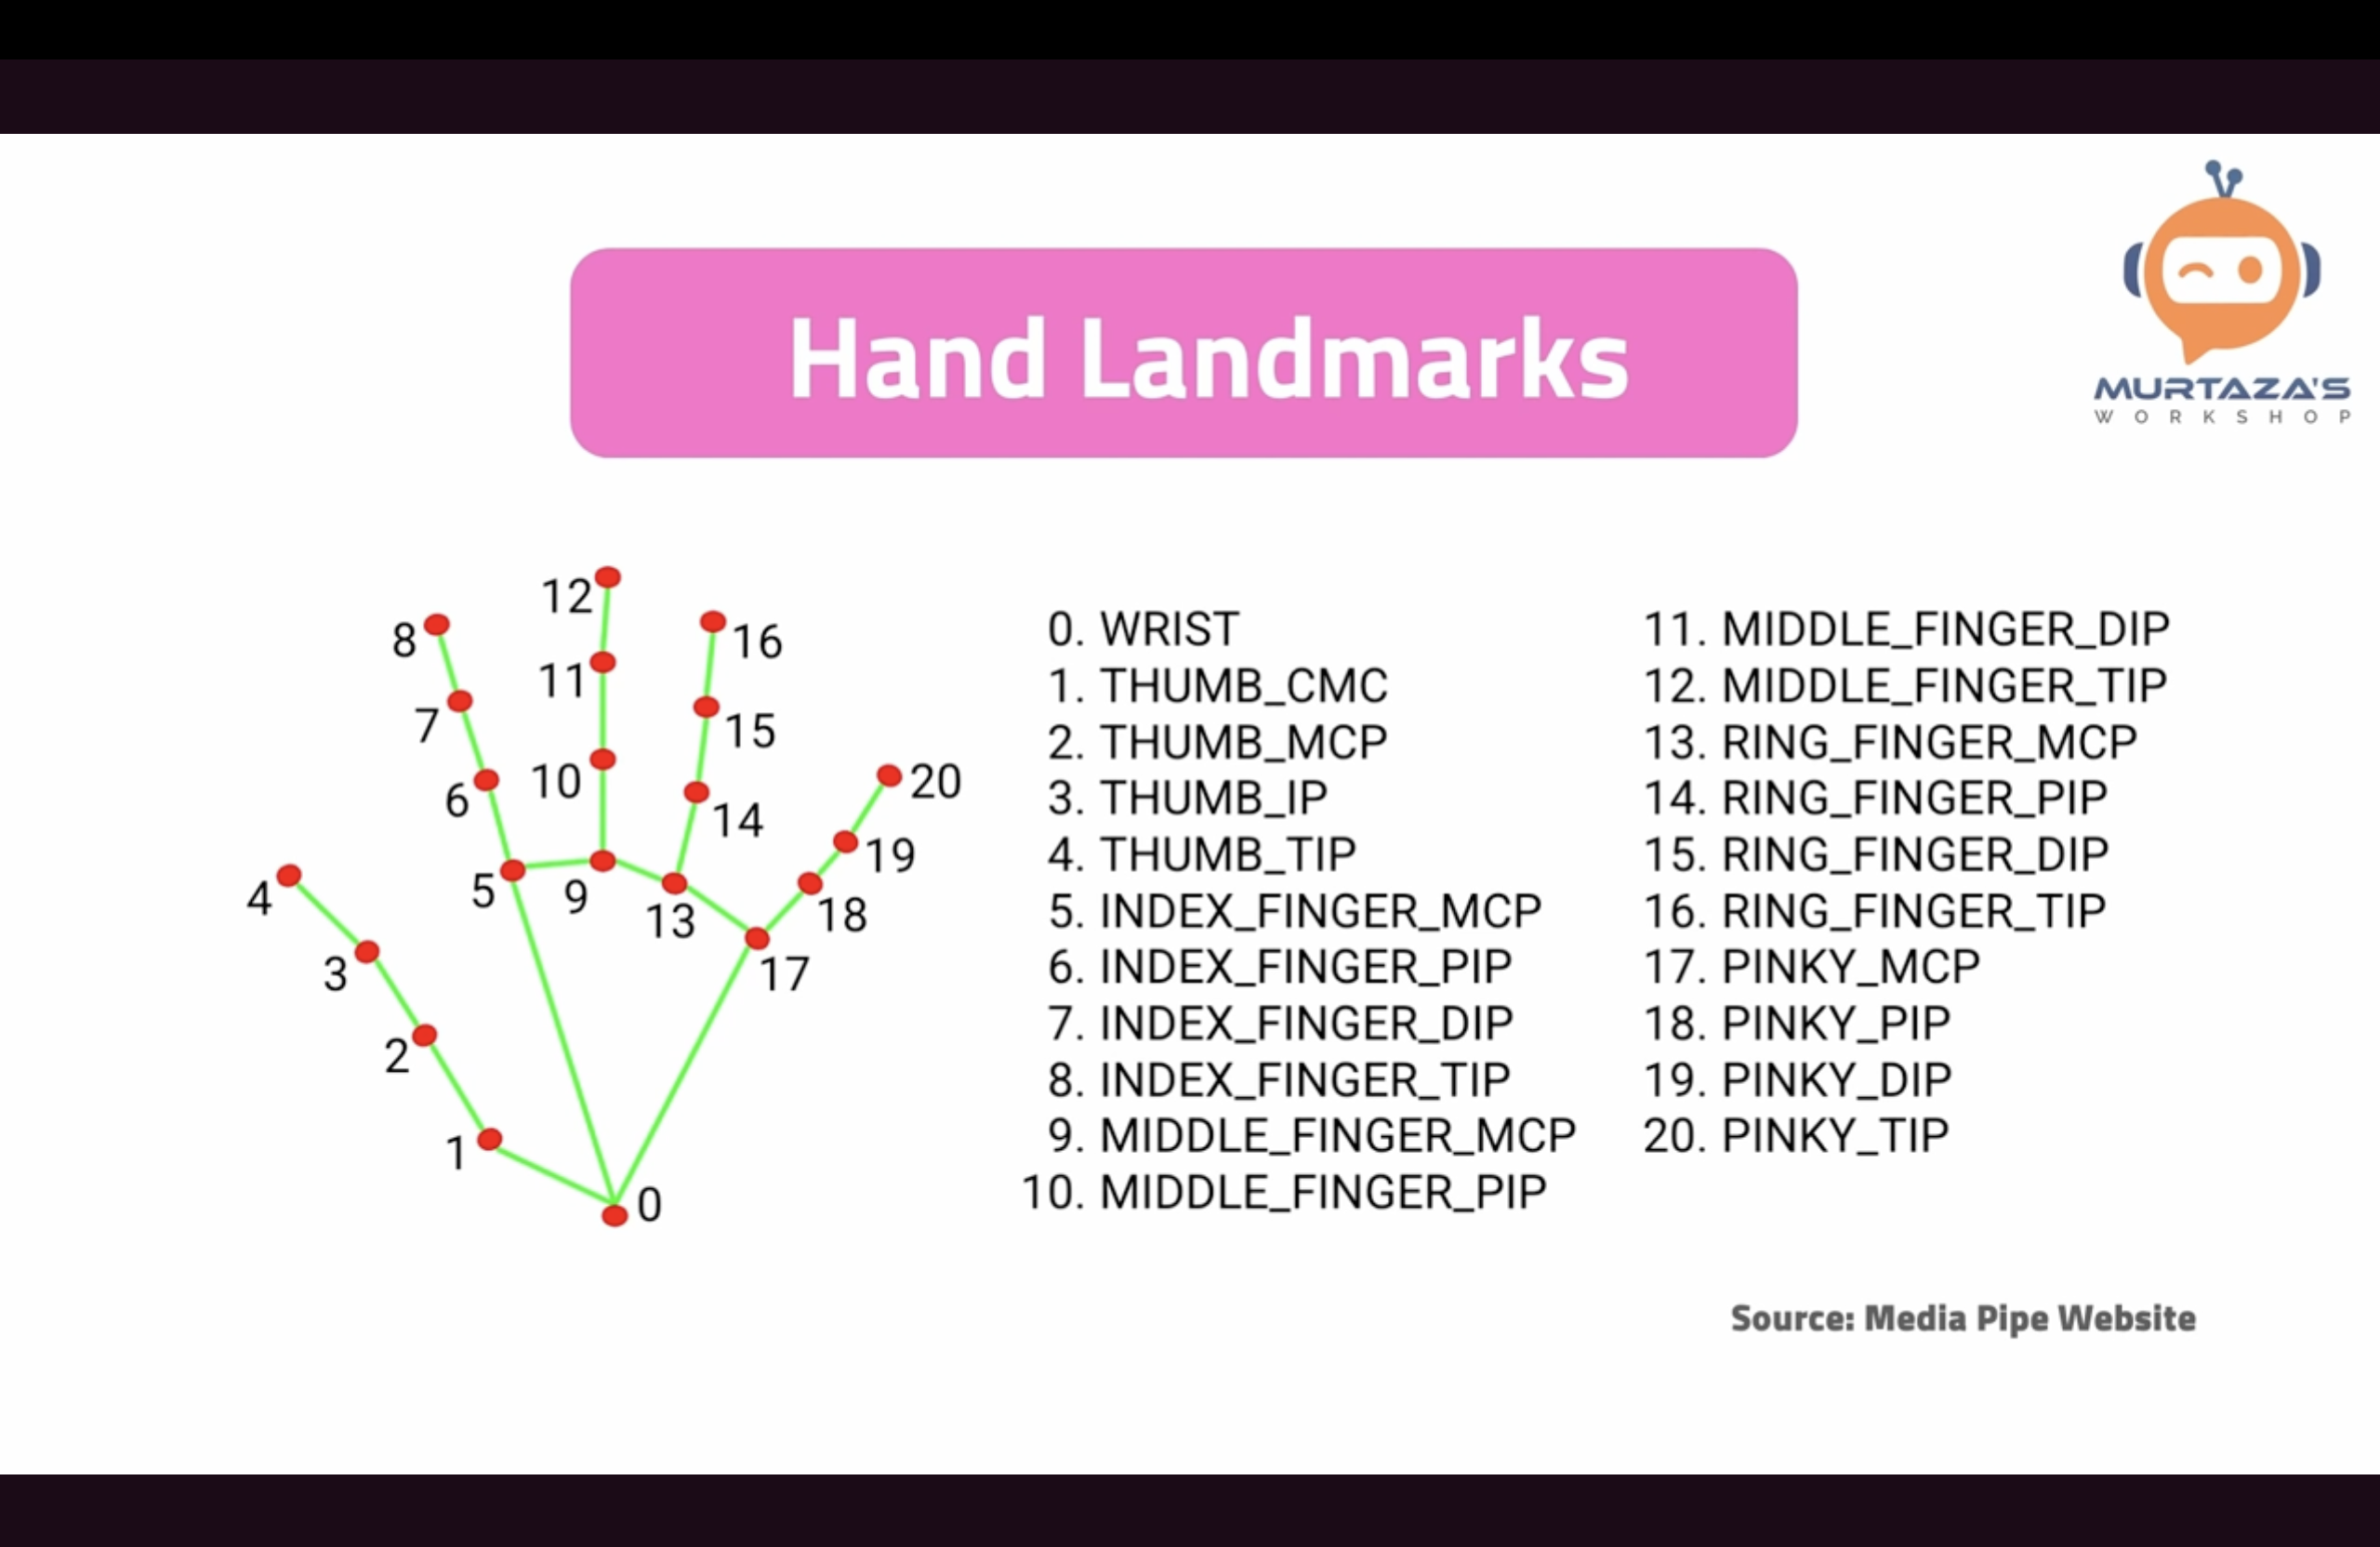 Hand Landmarks
MURTAZA'S
WORKSHOP
12
8
16
11
7
15
10
6
14
20
19
4
5
9
13
18
3
17
2
1
0
0. WRIST
1. THUMB_CMC
2. THUMB_MCP
3. THUMB_IP
4. THUMB_TIP
5. INDEX_FINGER_MCP
6. INDEX_FINGER_PIP
7. INDEX_FINGER_DIP
8. INDEX_FINGER_TIP
9. MIDDLE_FINGER_MCP
10. MIDDLE_FINGER_PIP
11. MIDDLE_FINGER_DIP
12. MIDDLE_FINGER_TIP
13. RING_FINGER_MCP
14. RING_FINGER_PIP
15. RING_FINGER_DIP
16. RING_FINGER_TIP
17. PINKY_MCP
18. PINKY_PIP
19. PINKY_DIP
20. PINKY_TIP
Source: Media Pipe Website